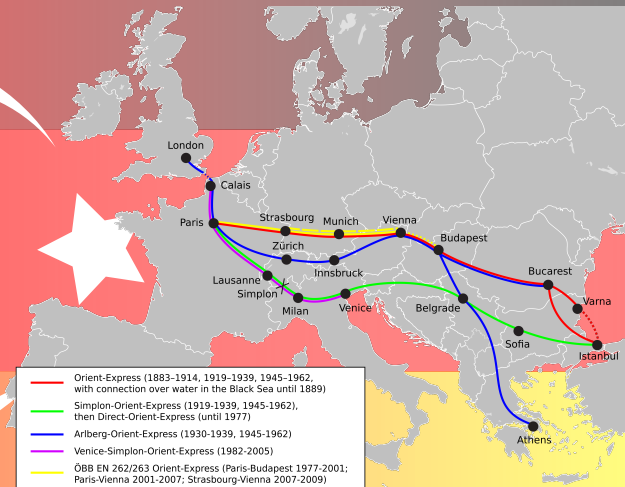 London
Calais
Paris
Strasbourg
Munich
Vienna
Zürich
Budapest
Innsbruck
Lausanne
Simplon
Milan
Venice
Belgrade
Bucarest
Varna
Sofia
Istanbul
Athens
Orient-Express (1883–1914, 1919–1939, 1945–1962,
with connection over water in the Black Sea until 1889)
Simplon-Orient-Express (1919-1939, 1945-1962),
then Direct-Orient-Express (until 1977)
Arlberg-Orient-Express (1930-1939, 1945-1962)
Venice-Simplon-Orient-Express (1982-2005)
ÖBB EN 262/263 Orient-Express (Paris-Budapest 1977-2001;
Paris-Vienna 2001-2007; Strasbourg-Vienna 2007-2009)